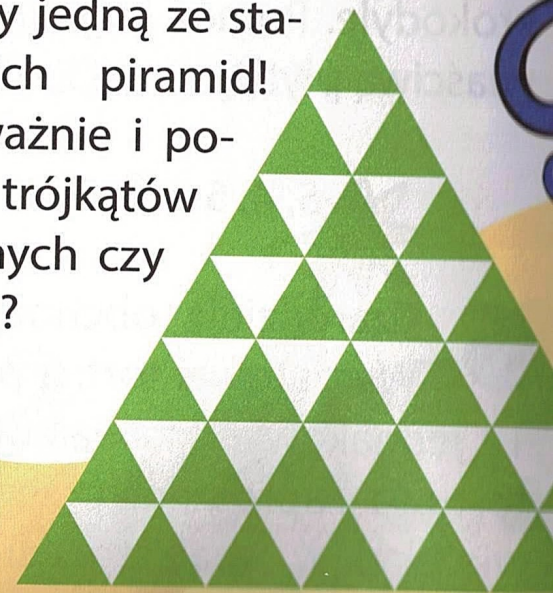 y jedną ze sta-
ch piramid!
ażnie i po-
trójkątów
ych czy
?